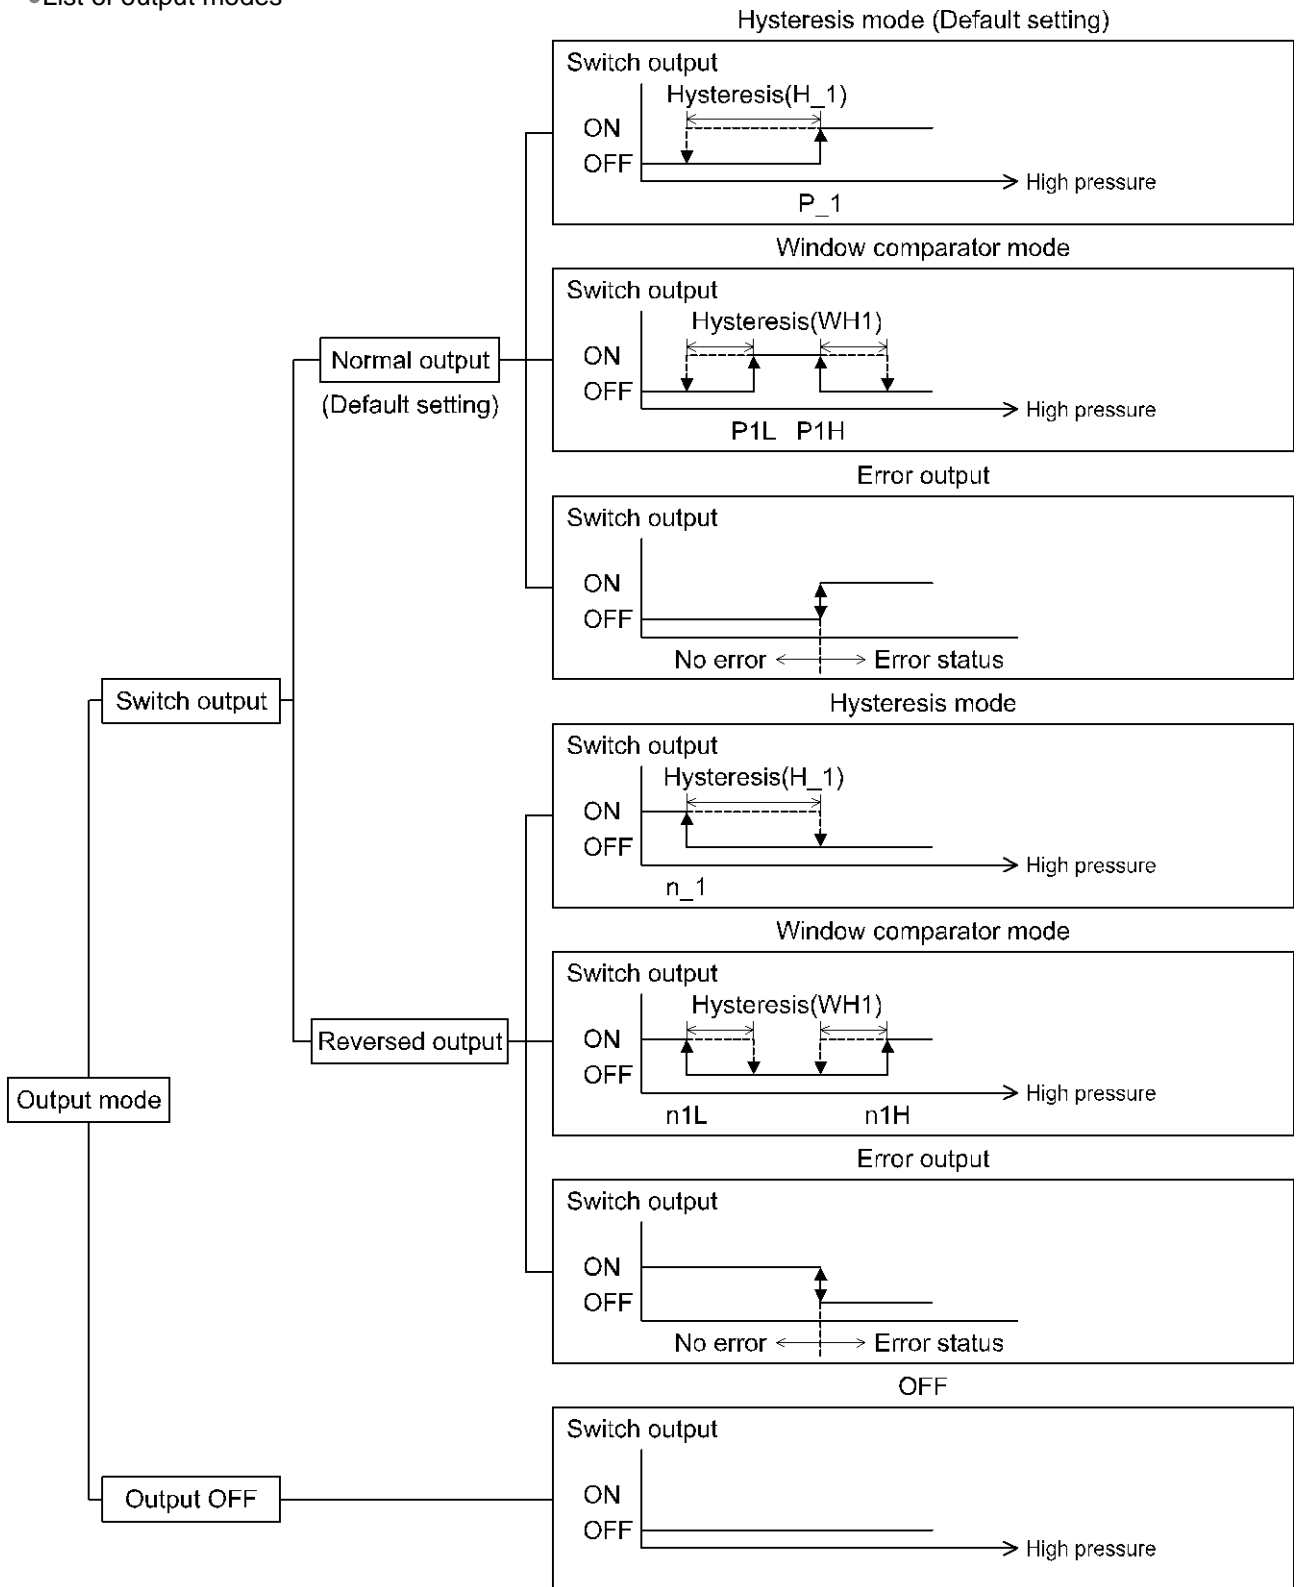 ●List of output modes
Hysteresis mode (Default setting)
Switch output
Hysteresis(H_1)
ON
OFF
High pressure
P_1
Window comparator mode
Switch output
Hysteresis(WH1)
ON
OFF
High pressure
P1L P1H
Normal output
(Default setting)
Error output
Switch output
ON
OFF
No error
Error status
Switch output
Hysteresis mode
Switch output
Hysteresis(H_1)
ON
OFF
High pressure
n_1
Window comparator mode
Switch output
Hysteresis(WH1)
ON
OFF
High pressure
n1L n1H
Reversed output
Output mode
Error output
Switch output
ON
OFF
No error
Error status
OFF
Switch output
ON
OFF
High pressure
Output OFF